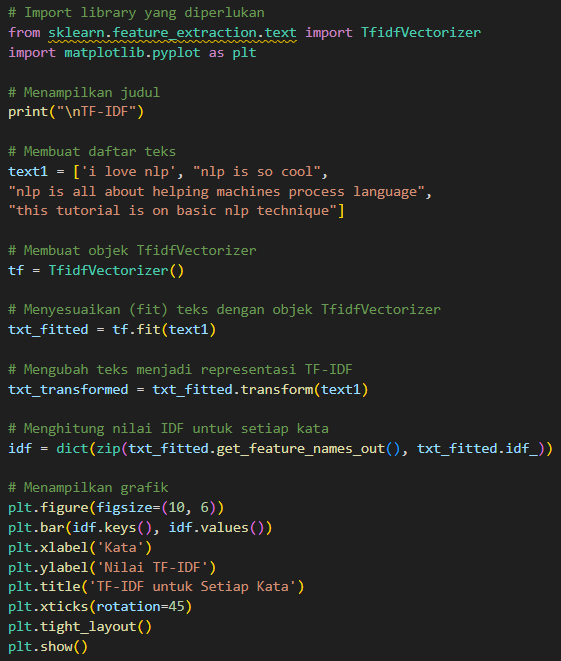 # Import library yang diperlukan
from sklearn.feature_extraction.text import TfidfVectorizer
import matplotlib.pyplot as plt

# Menampilkan judul
print("\nTF-IDF")

# Membuat daftar teks
text1 = ['i love nlp', "nlp is so cool",
"nlp is all about helping machines process language",
"this tutorial is on basic nlp technique"]

# Membuat objek TfidfVectorizer
tf = TfidfVectorizer()

# Menyesuaikan (fit) teks dengan objek TfidfVectorizer
txt_fitted = tf.fit(text1)

# Mengubah teks menjadi representasi TF-IDF
txt_transformed = txt_fitted.transform(text1)

# Menghitung nilai IDF untuk setiap kata
idf = dict(zip(txt_fitted.get_feature_names_out(), txt_fitted.idf_))

# Menampilkan grafik
plt.figure(figsize=(10, 6))
plt.bar(idf.keys(), idf.values())
plt.xlabel('Kata')
plt.ylabel('Nilai TF-IDF')
plt.title('TF-IDF untuk Setiap Kata')
plt.xticks(rotation=45)
plt.tight_layout()
plt.show()